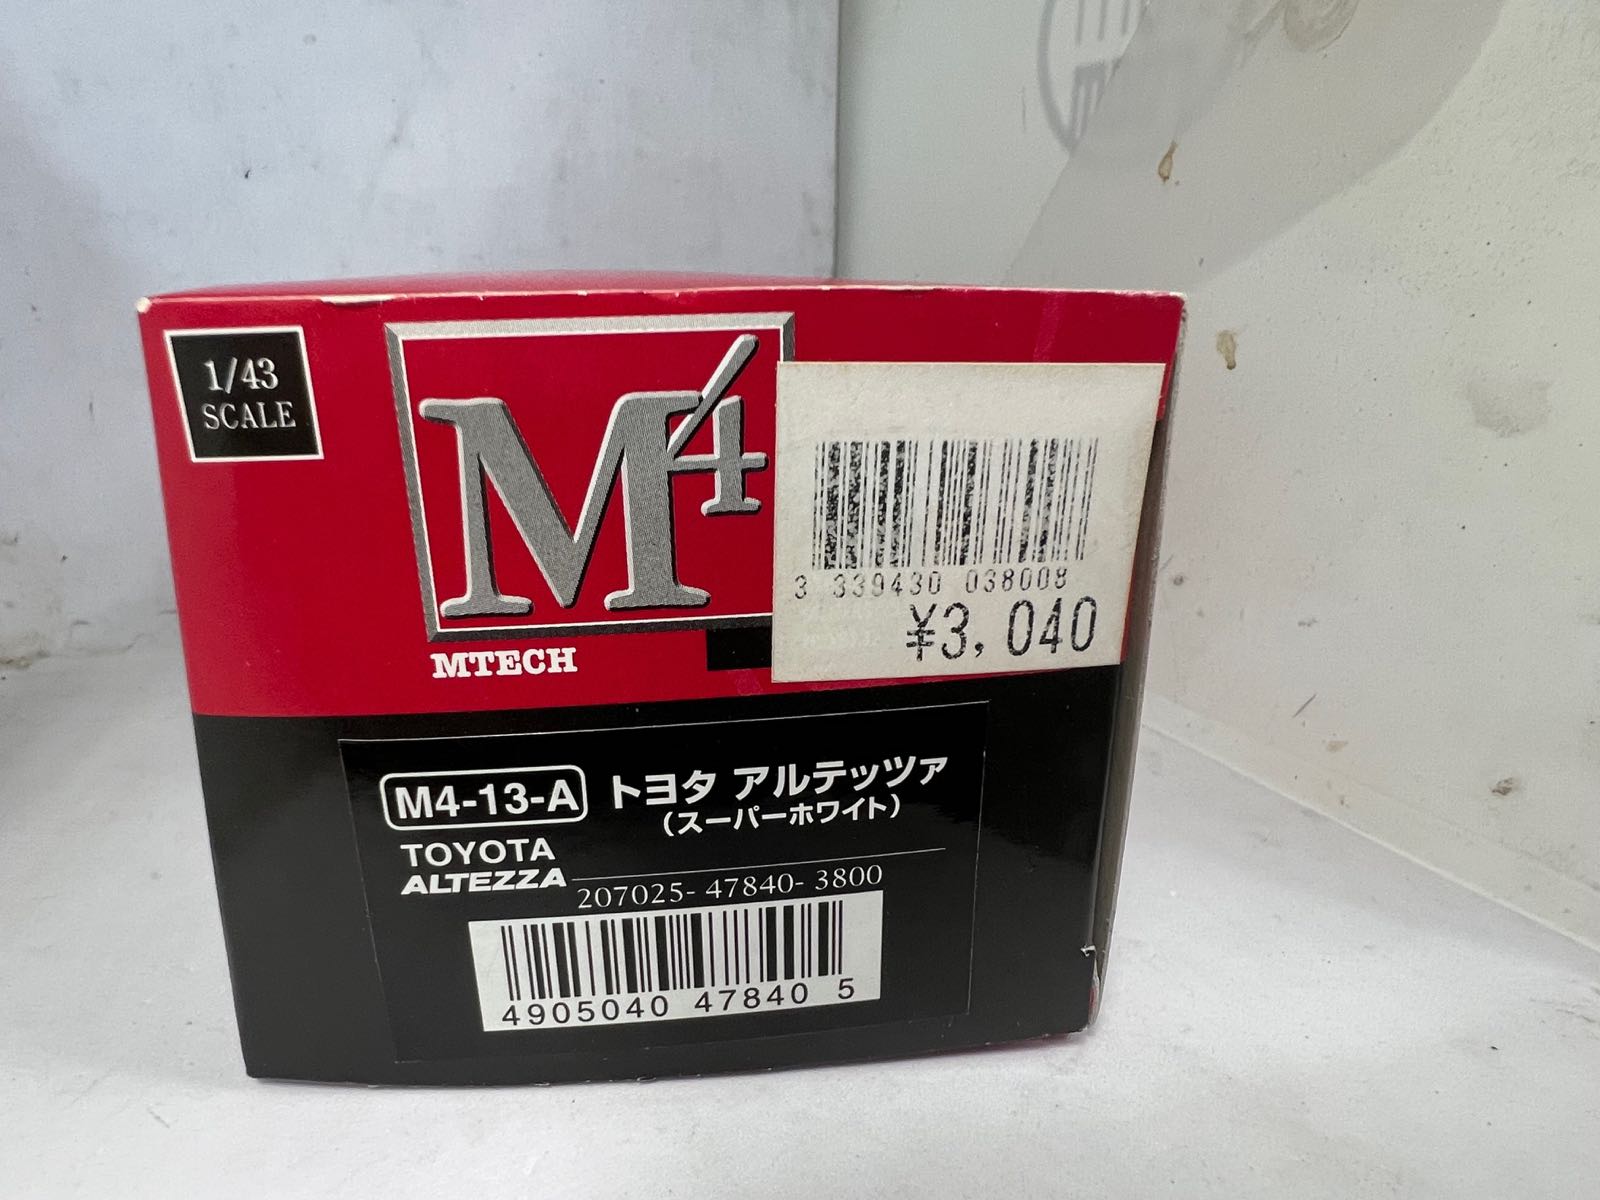 1/43
SCALE
M4
MTECH
3 339430 038008
¥3,040
M4-13-A トヨタ アルテッツァ
(スーパーホワイト)
TOYOTA
ALTEZZA
207025-47840-3800
4905040 47840 5